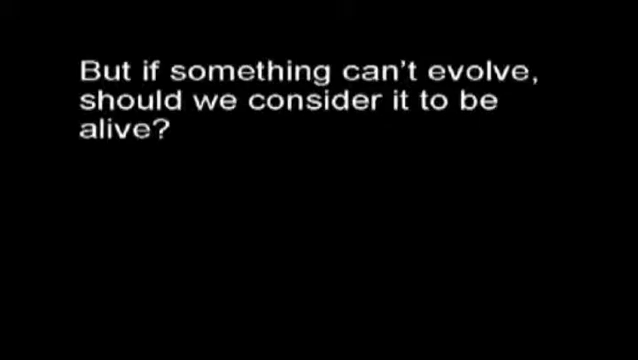 But if something can't evolve,
should we consider it to be
alive?